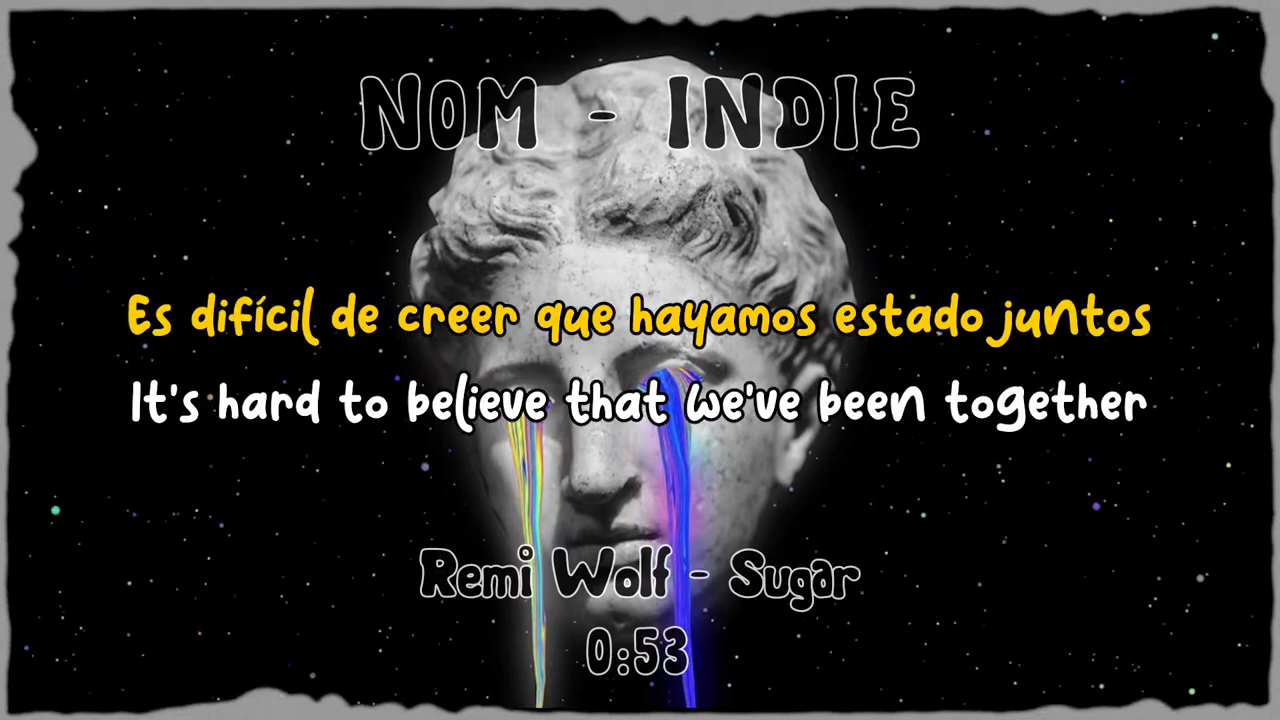 NOM - INDIE
Es difícil de creer que hayamos estado juntos
It's hard to believe that we've been together
Remi Wolf - Sugar
0:53